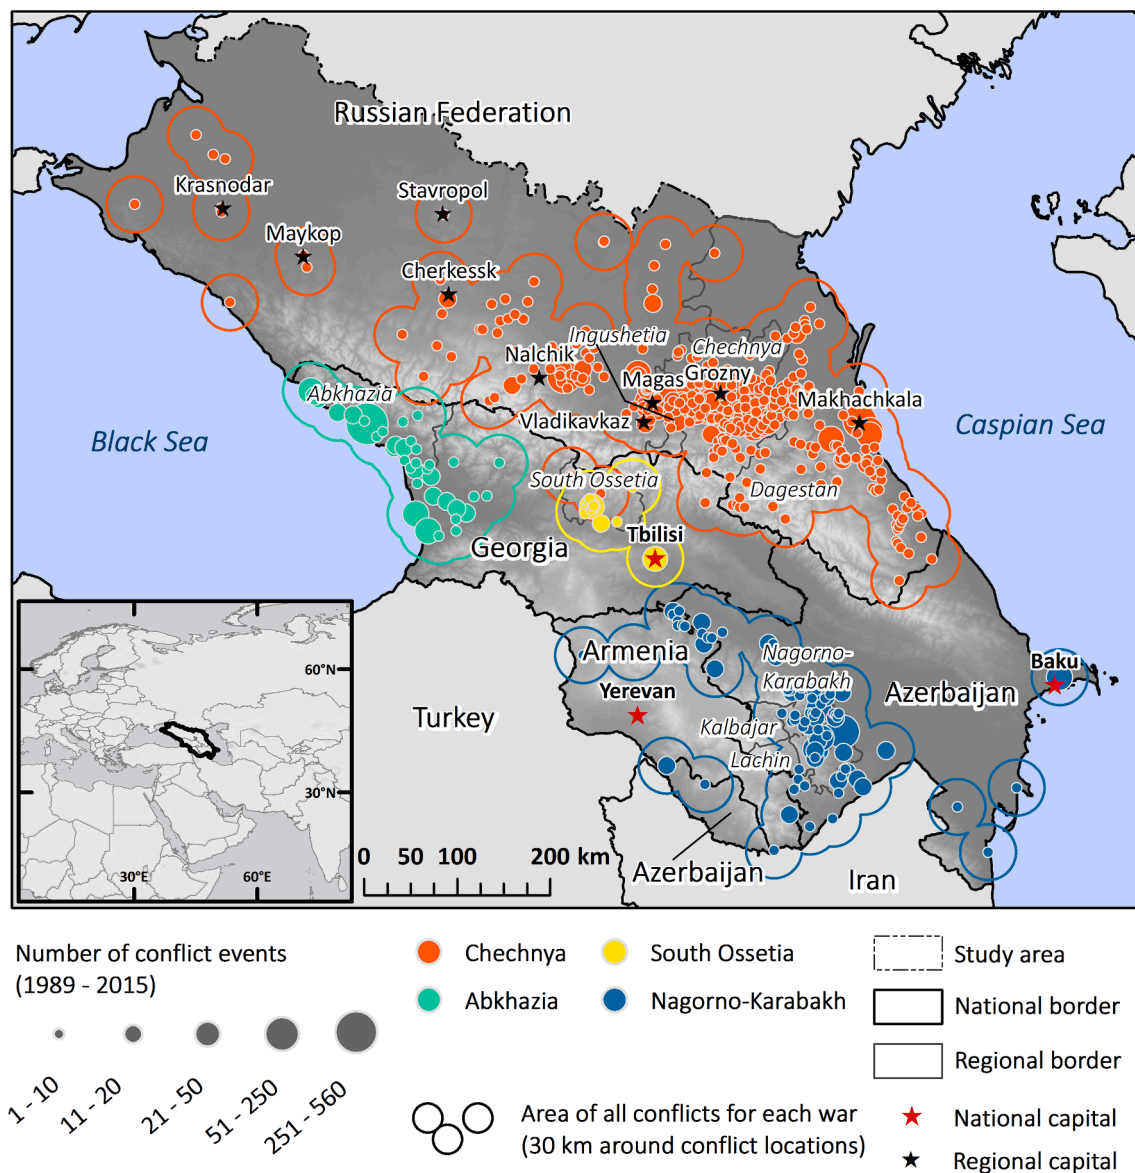 Russian Federation
Krasnodar
Stavropol
Maykop
Cherkessk
Ingushetia
Chechnya
Nalchik
Magas
Grozny
Abkhazia
Makhachkala
Vladikavkaz
Black Sea
Caspian Sea
South Ossetia
Dagestan
Georgia
Tbilisi
Armenia
Nagorno-
Karabakh
Baku
Yerevan
Azerbaijan
Turkey
Kalbajar
Lachin
60°N
30°N
30°E
60°E
0 50 100 200 km
Azerbaijan
Iran
Number of conflict events
(1989 - 2015)
1 - 10
11 - 20
21 - 50
51 - 250
251 - 560
Chechnya
South Ossetia
Abkhazia
Nagorno-Karabakh
Area of all conflicts for each war
(30 km around conflict locations)
Study area
National border
Regional border
National capital
Regional capital